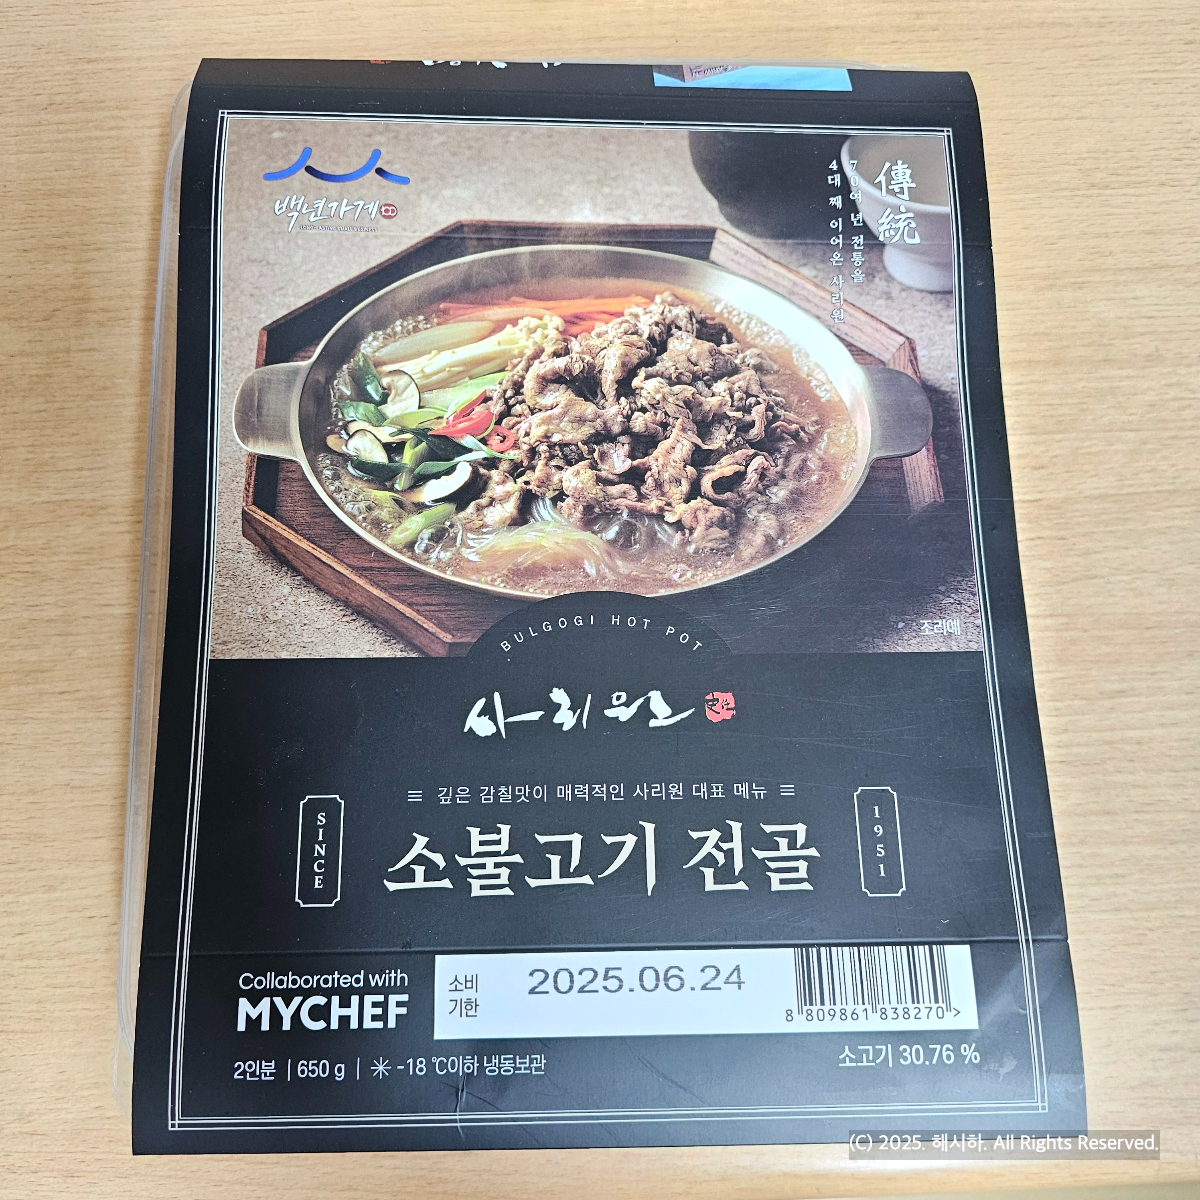 백년가게
傳統
70여 년 전통을
4대 째 이어온 사리원
조리예
BULGOGI HOT POT
사리원
깊은 감칠맛이 매력적인 사리원 대표 메뉴
SINCE
소불고기 전골
1951
Collaborated with
MYCHEF
소비
기한
2025.06.24
8 809861 838270 >
2인분 | 650 g | -18 ℃이하 냉동보관
소고기 30.76 %
(C) 2025. 해시하. All Rights Reserved.